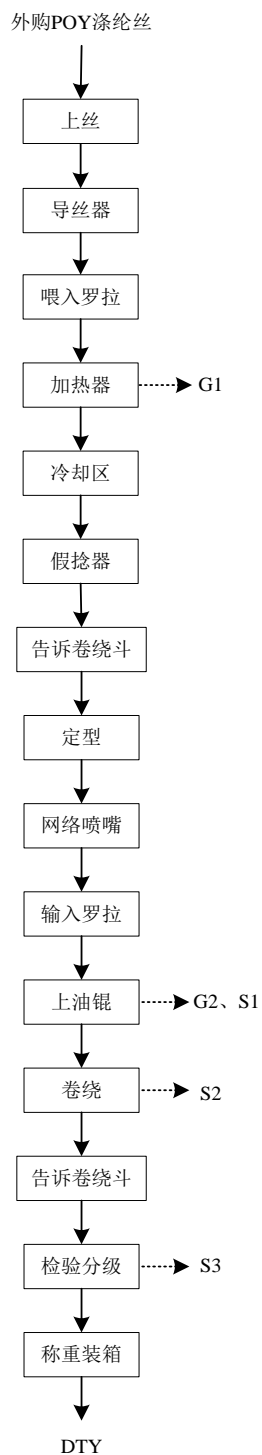 外购POY涤纶丝
上丝
导丝器
喂入罗拉
加热器
G1
冷却区
假捻器
告诉卷绕斗
定型
网络喷嘴
输入罗拉
上油锟
G2、S1
卷绕
S2
告诉卷绕斗
检验分级
S3
称重装箱
DTY